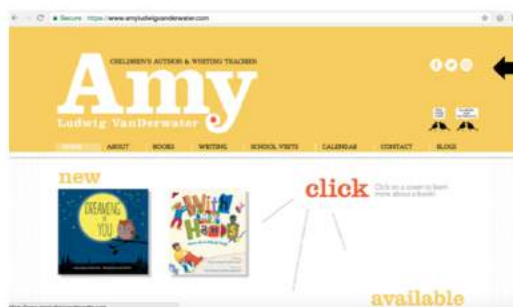 Secure https://www.amyludwigvanderwater.com
CHILDREN'S AUTHOR & WRITING TEACHER
Amy
Ludwig VanDerwater
HOME ABOUT BOOKS WRITING SCHOOL VISITS CALENDAR CONTACT BLOGS
new
DREAMING OF YOU
With My Hands
click
Click on a cover to learn
more about a book!
available